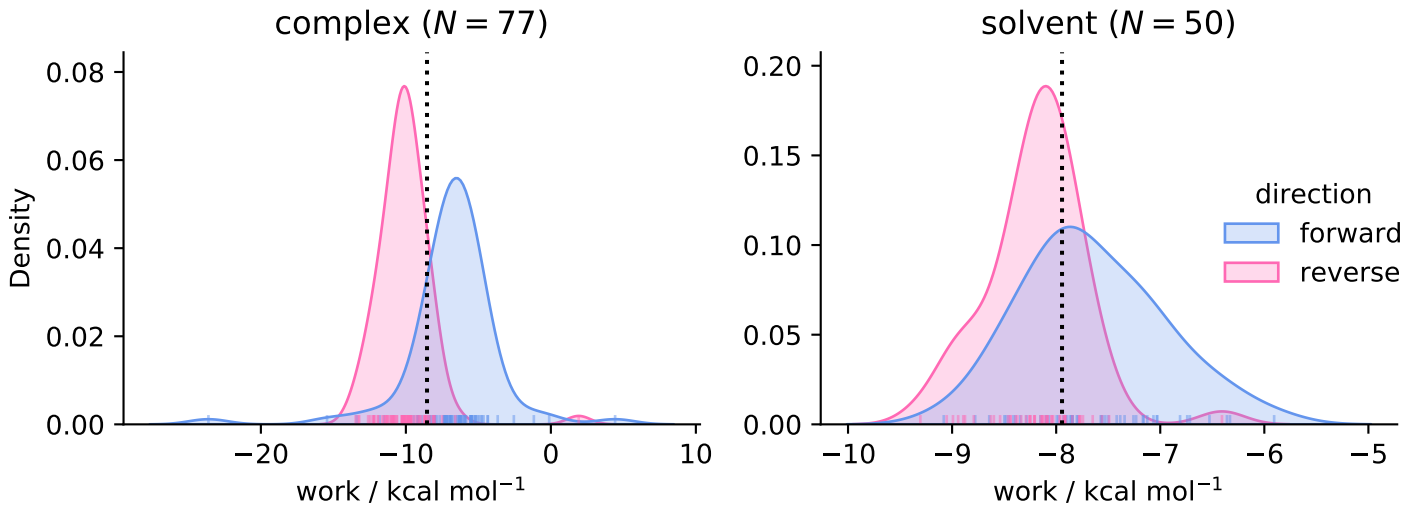 complex (N = 77)
Density
0.08
0.06
0.04
0.02
0.00
−20
−10
0
10
work / kcal mol⁻¹
solvent (N = 50)
0.20
0.15
0.10
0.05
0.00
−10
−9
−8
−7
−6
−5
work / kcal mol⁻¹
direction
forward
reverse